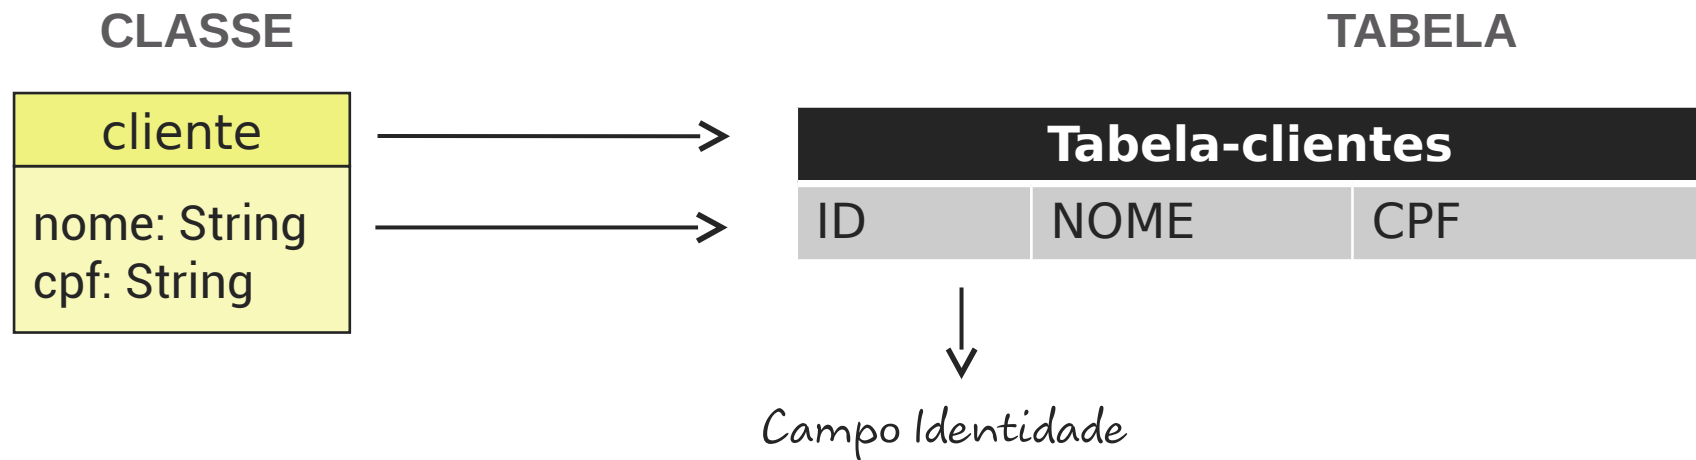 CLASSE
TABELA
cliente
Tabela-clientes
nome: String
cpf: String
ID NOME CPF
Campo Identidade